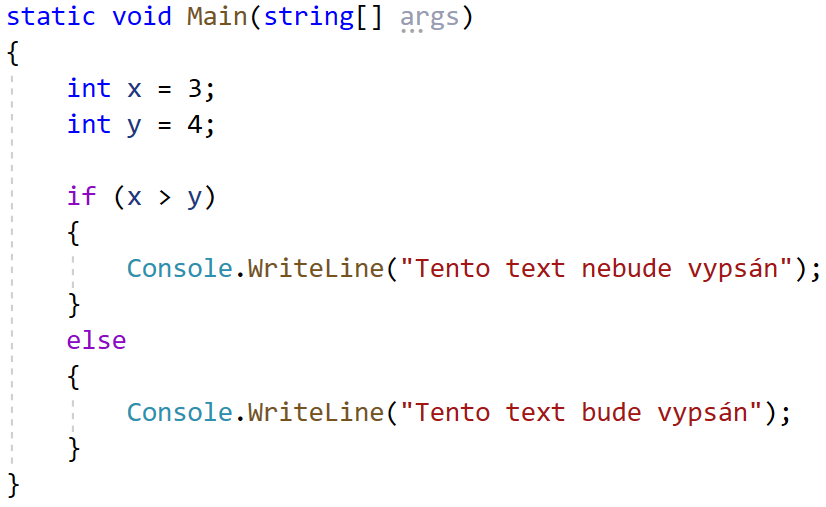 static void Main(string[] args)
{
    int x = 3;
    int y = 4;

    if (x > y)
    {
        Console.WriteLine("Tento text nebude vypsán");
    }
    else
    {
        Console.WriteLine("Tento text bude vypsán");
    }
}